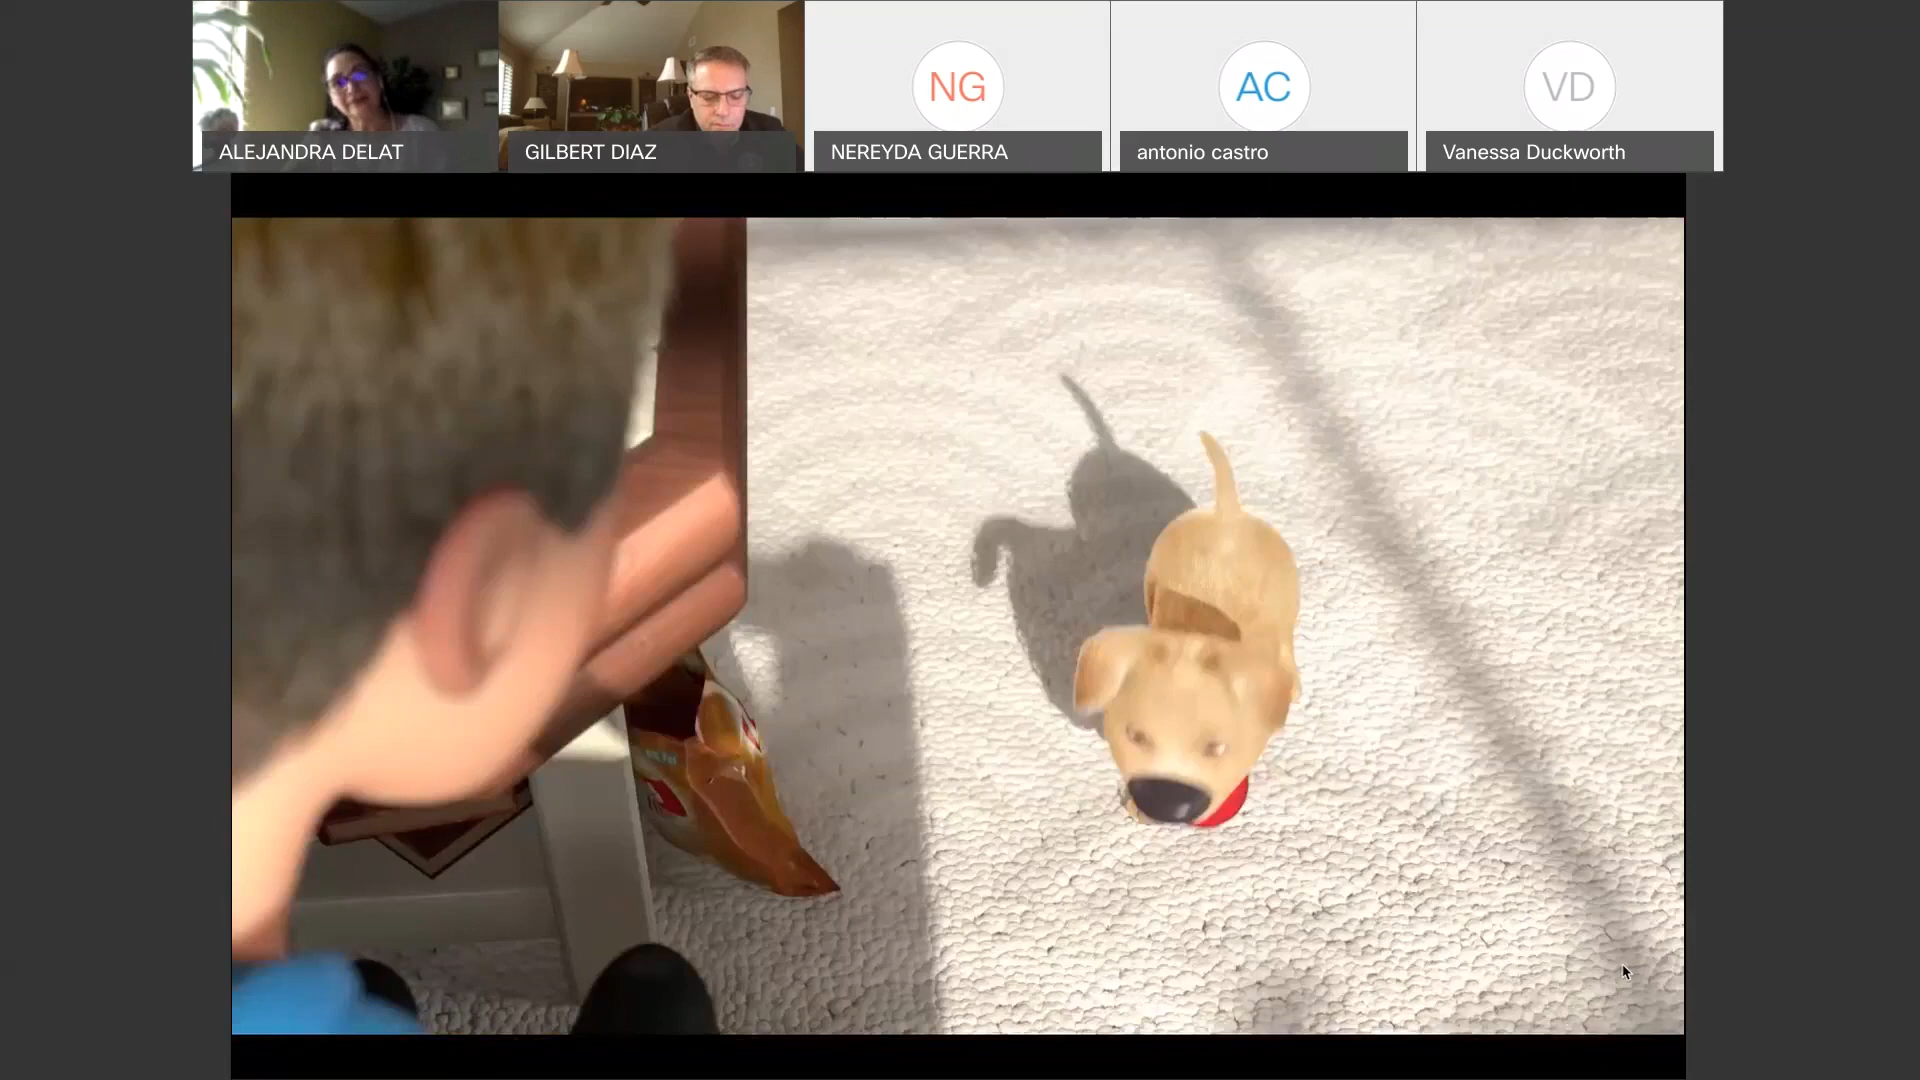 ALEJANDRA DELAT
GILBERT DIAZ
NG
NEREYDA GUERRA
AC
antonio castro
VD
Vanessa Duckworth